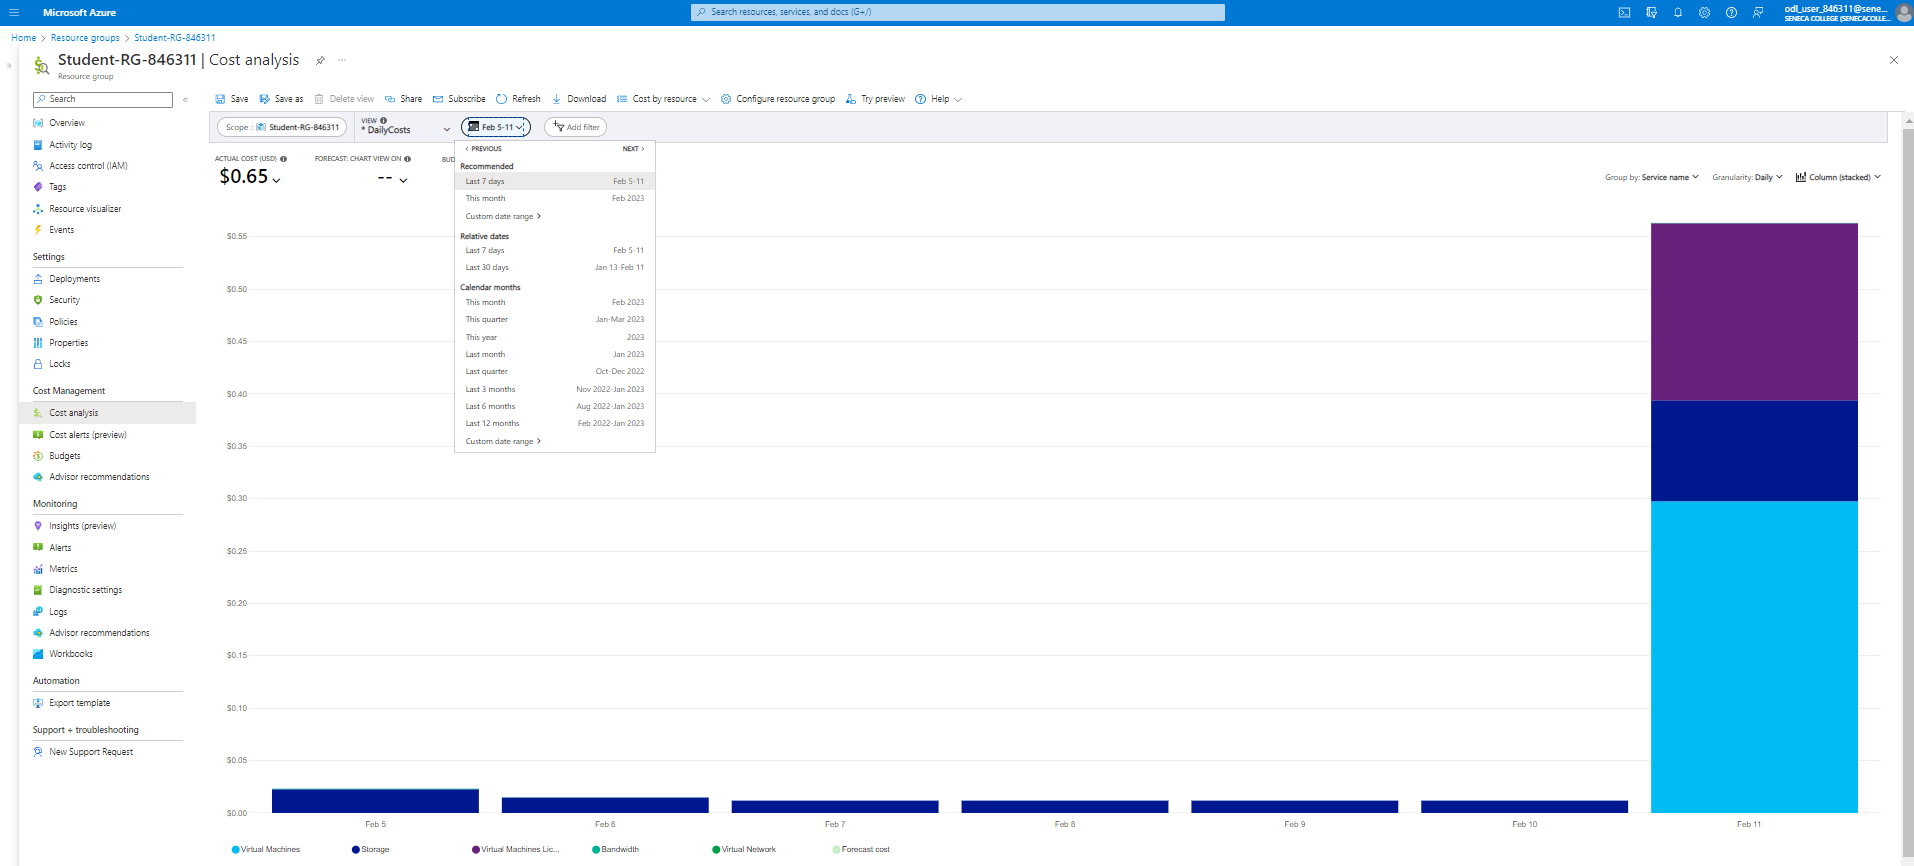 Microsoft Azure
Search resources, services, and docs (G+/)
odl_user_846311@sene...
SENECA COLLEGE (SENECACOLLE...
Home > Resource groups > Student-RG-846311
Student-RG-846311 | Cost analysis
Resource group
Search
Overview
Activity log
Access control (IAM)
Tags
Resource visualizer
Events
Settings
Deployments
Security
Policies
Properties
Locks
Cost Management
Cost analysis
Cost alerts (preview)
Budgets
Advisor recommendations
Monitoring
Insights (preview)
Alerts
Metrics
Diagnostic settings
Logs
Advisor recommendations
Workbooks
Automation
Export template
Support + troubleshooting
New Support Request
Save Save as Delete view Share Subscribe Refresh Download Cost by resource Configure resource group Try preview Help
Scope : Student-RG-846311
VIEW
* DailyCosts
Feb 5-11
Add filter
ACTUAL COST (USD)
$0.65
FORECAST: CHART VIEW ON
--
BUD
< PREVIOUS NEXT >
Recommended
Last 7 days Feb 5-11
This month Feb 2023
Custom date range >
Relative dates
Last 7 days Feb 5-11
Last 30 days Jan 13-Feb 11
Calendar months
This month Feb 2023
This quarter Jan-Mar 2023
This year 2023
Last month Jan 2023
Last quarter Oct-Dec 2022
Last 3 months Nov 2022-Jan 2023
Last 6 months Aug 2022-Jan 2023
Last 12 months Feb 2022-Jan 2023
Custom date range >
Group by: Service name Granularity: Daily Column (stacked)
$0.55
$0.50
$0.45
$0.40
$0.35
$0.30
$0.25
$0.20
$0.15
$0.10
$0.05
$0.00
Feb 5 Feb 6 Feb 7 Feb 8 Feb 9 Feb 10 Feb 11
Virtual Machines Storage Virtual Machines Lic... Bandwidth Virtual Network Forecast cost